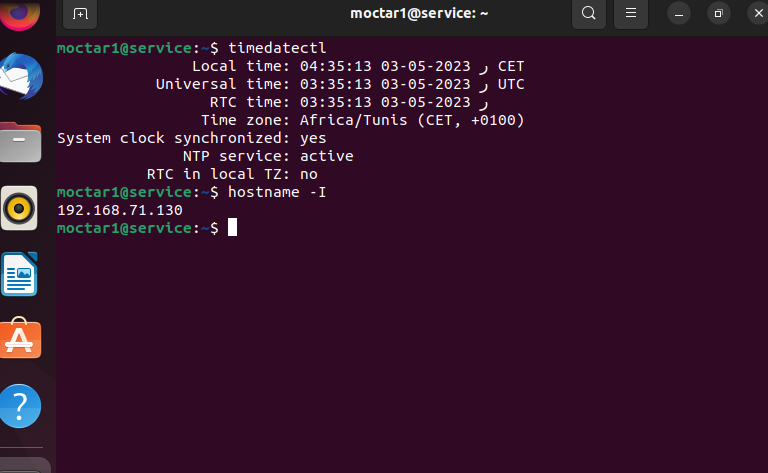 moctar1@service: ~
moctar1@service:~$ timedatectl
Local time: 04:35:13 03-05-2023 ر CET
Universal time: 03:35:13 03-05-2023 ر UTC
RTC time: 03:35:13 03-05-2023 ر
Time zone: Africa/Tunis (CET, +0100)
System clock synchronized: yes
NTP service: active
RTC in local TZ: no
moctar1@service:~$ hostname -I
192.168.71.130
moctar1@service:~$